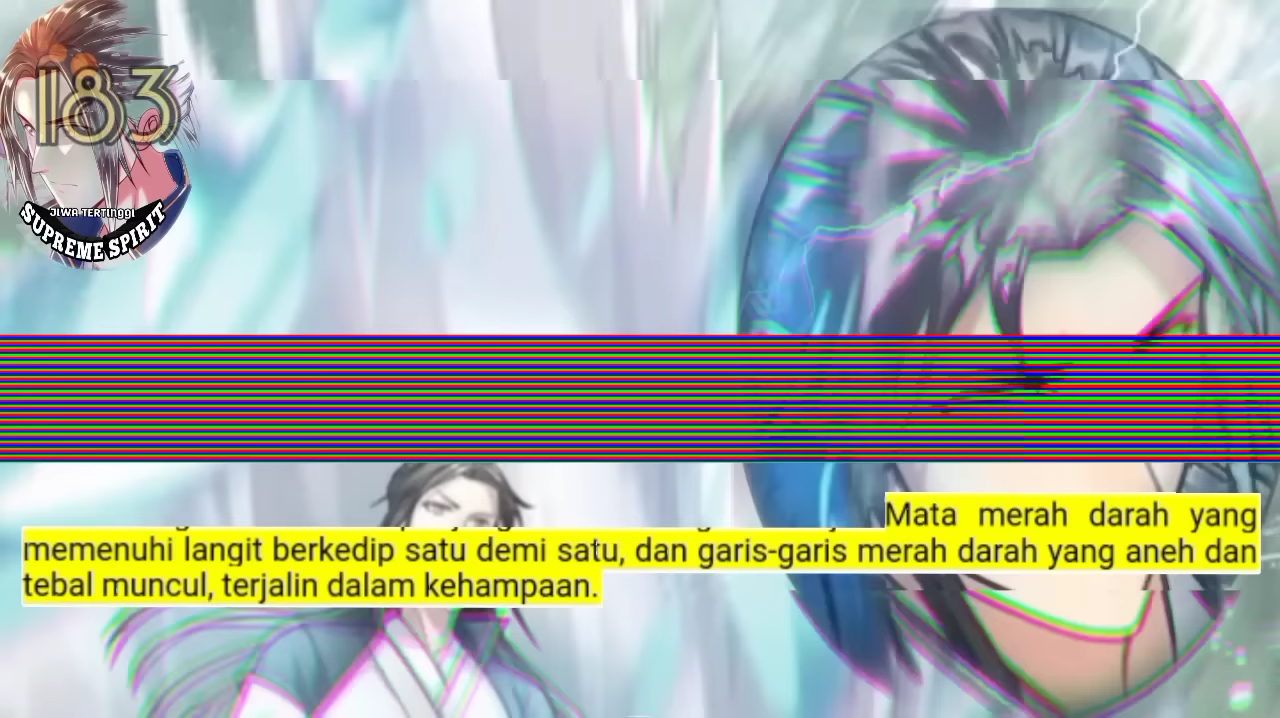 183
JIWA TERTINGGI
SUPREME SPIRIT
Mata merah darah yang
memenuhi langit berkedip satu demi satu, dan garis-garis merah darah yang aneh dan
tebal muncul, terjalin dalam kehampaan.